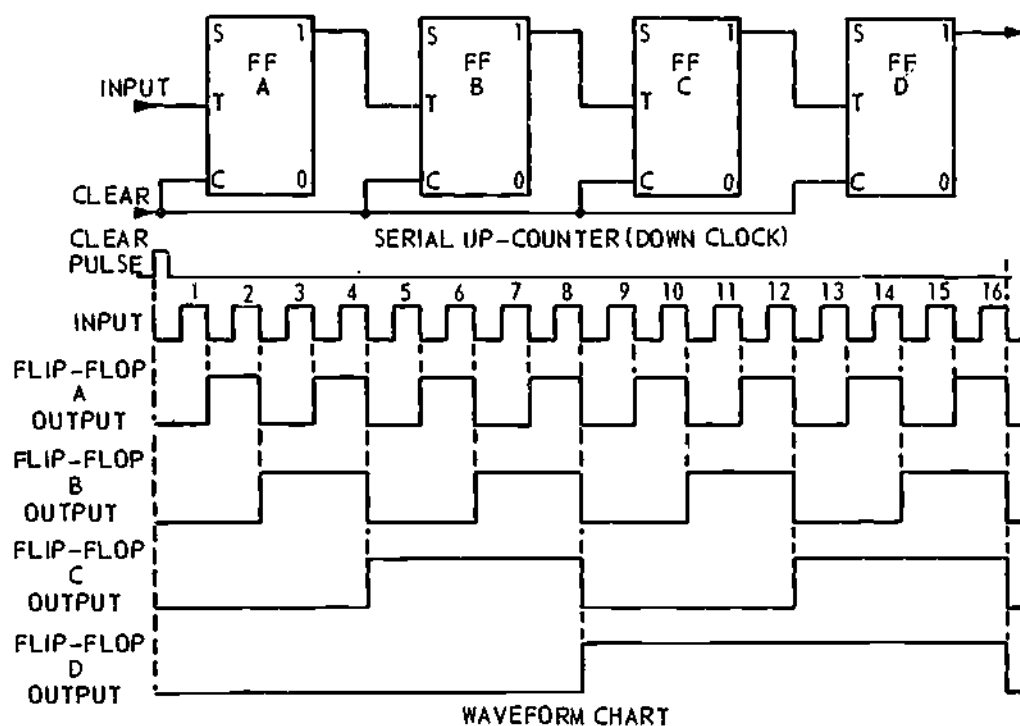 S 1 S 1 S 1 S 1
FF FF FF FF
A B C D
INPUT T T T T
C 0 C 0 C 0 C 0
CLEAR
SERIAL UP-COUNTER (DOWN CLOCK)
CLEAR
PULSE
1 2 3 4 5 6 7 8 9 10 11 12 13 14 15 16
INPUT
FLIP-FLOP
A
OUTPUT
FLIP-FLOP
B
OUTPUT
FLIP-FLOP
C
OUTPUT
FLIP-FLOP
D
OUTPUT
WAVEFORM CHART